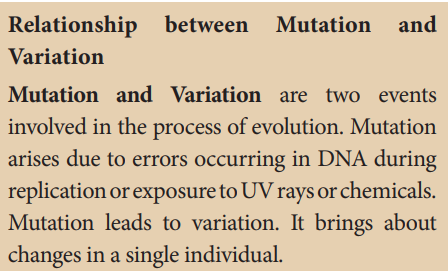 Relationship between Mutation and
Variation
Mutation and Variation are two events
involved in the process of evolution. Mutation
arises due to errors occurring in DNA during
replication or exposure to UV rays or chemicals.
Mutation leads to variation. It brings about
changes in a single individual.